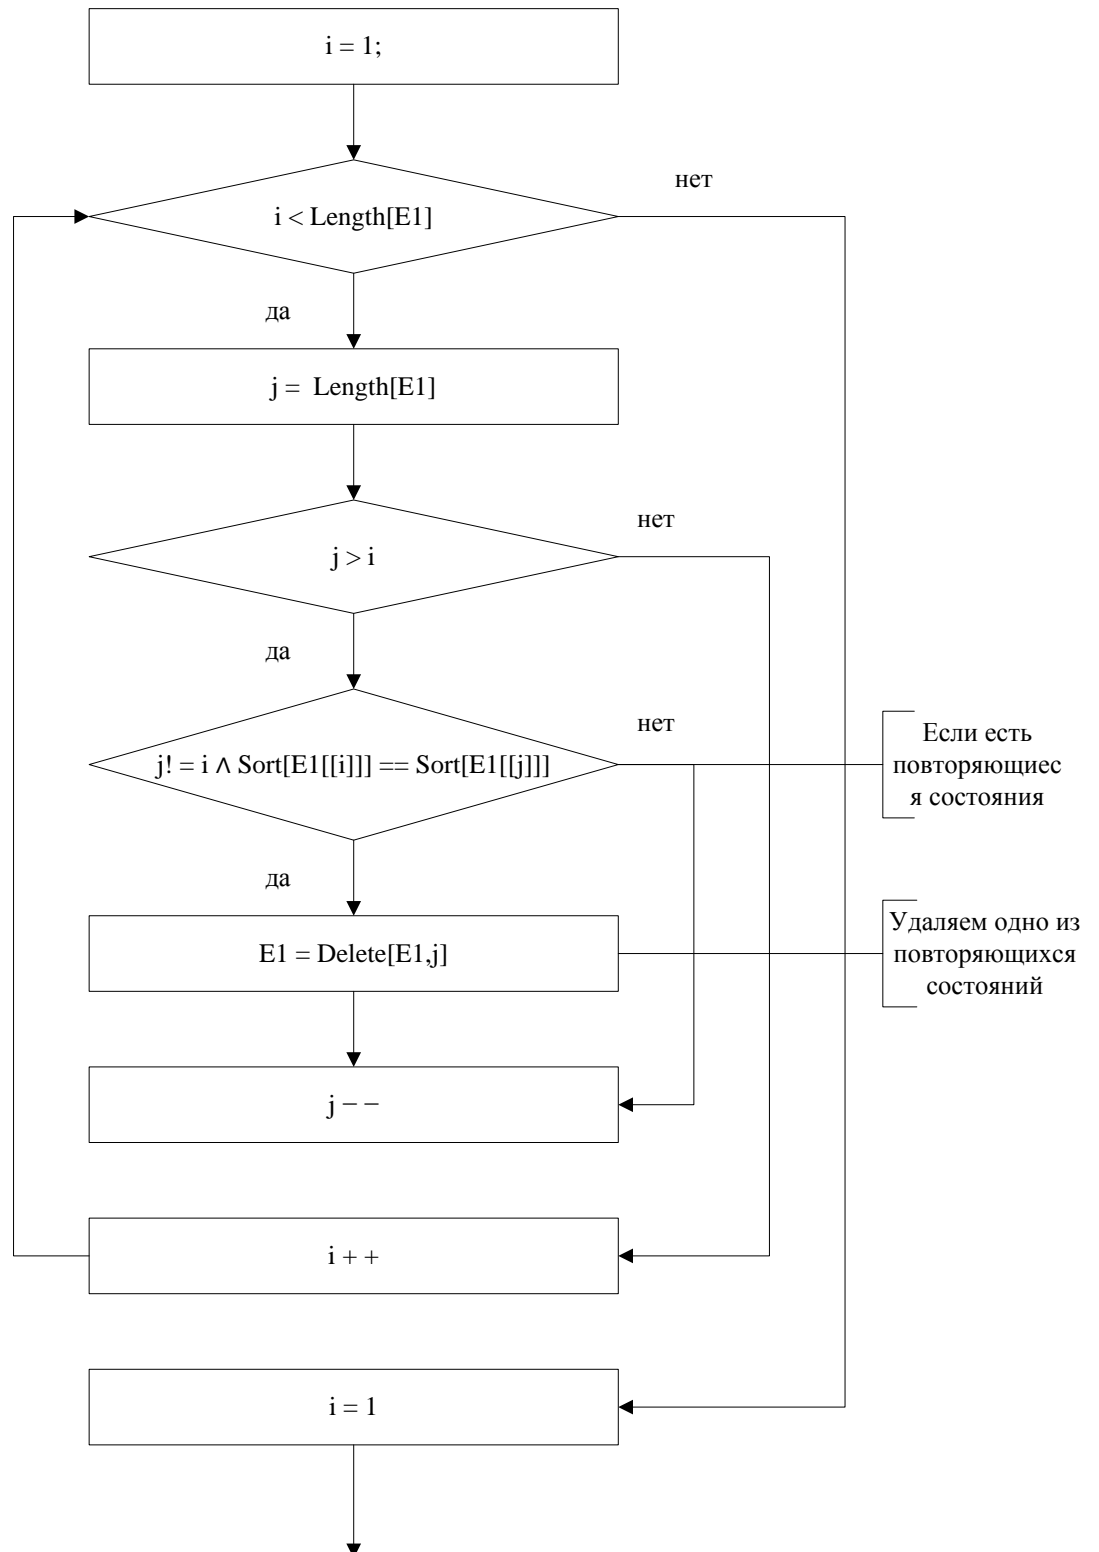 i = 1;
нет
i < Length[E1]
да
j = Length[E1]
нет
j > i
да
нет
j! = i ∧ Sort[E1[[i]]] == Sort[E1[[j]]]
Если есть
повторяющиес
я состояния
да
E1 = Delete[E1,j]
Удаляем одно из
повторяющихся
состояний
j − −
i + +
i = 1